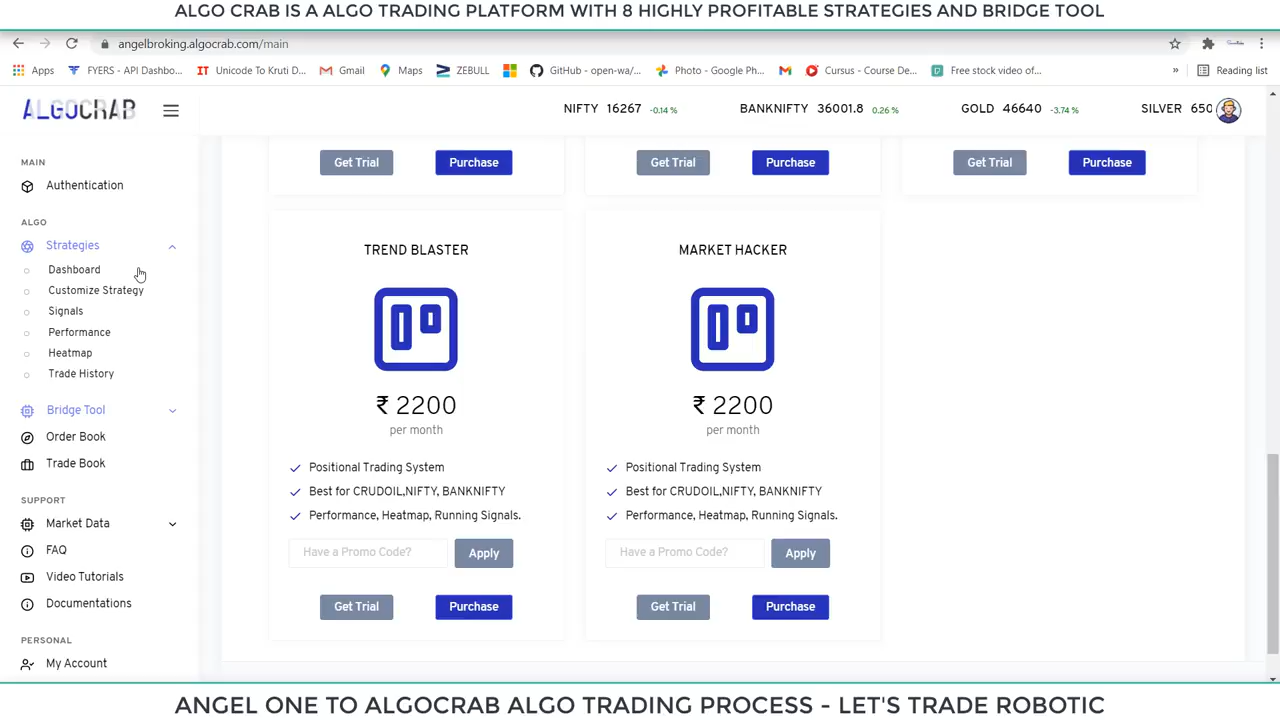 ALGO CRAB IS A ALGO TRADING PLATFORM WITH 8 HIGHLY PROFITABLE STRATEGIES AND BRIDGE TOOL
angelbroking.algocrab.com/main
Apps FYERS - API Dashbo... Unicode To Kruti D... Gmail Maps ZEBULL GitHub - open-wa/... Photo - Google Ph... Cursus - Course De... Free stock video of... » Reading list
ALGOCRAB NIFTY 16267 -0.14 % BANKNIFTY 36001.8 0.26 % GOLD 46640 -3.74 % SILVER 650
MAIN
Authentication
ALGO
Strategies
Dashboard
Customize Strategy
Signals
Performance
Heatmap
Trade History
Bridge Tool
Order Book
Trade Book
SUPPORT
Market Data
FAQ
Video Tutorials
Documentations
PERSONAL
My Account
Get Trial Purchase Get Trial Purchase Get Trial Purchase
TREND BLASTER
₹ 2200
per month
Positional Trading System
Best for CRUDOIL,NIFTY, BANKNIFTY
Performance, Heatmap, Running Signals.
Have a Promo Code? Apply
Get Trial Purchase
MARKET HACKER
₹ 2200
per month
Positional Trading System
Best for CRUDOIL,NIFTY, BANKNIFTY
Performance, Heatmap, Running Signals.
Have a Promo Code? Apply
Get Trial Purchase
ANGEL ONE TO ALGOCRAB ALGO TRADING PROCESS - LET'S TRADE ROBOTIC